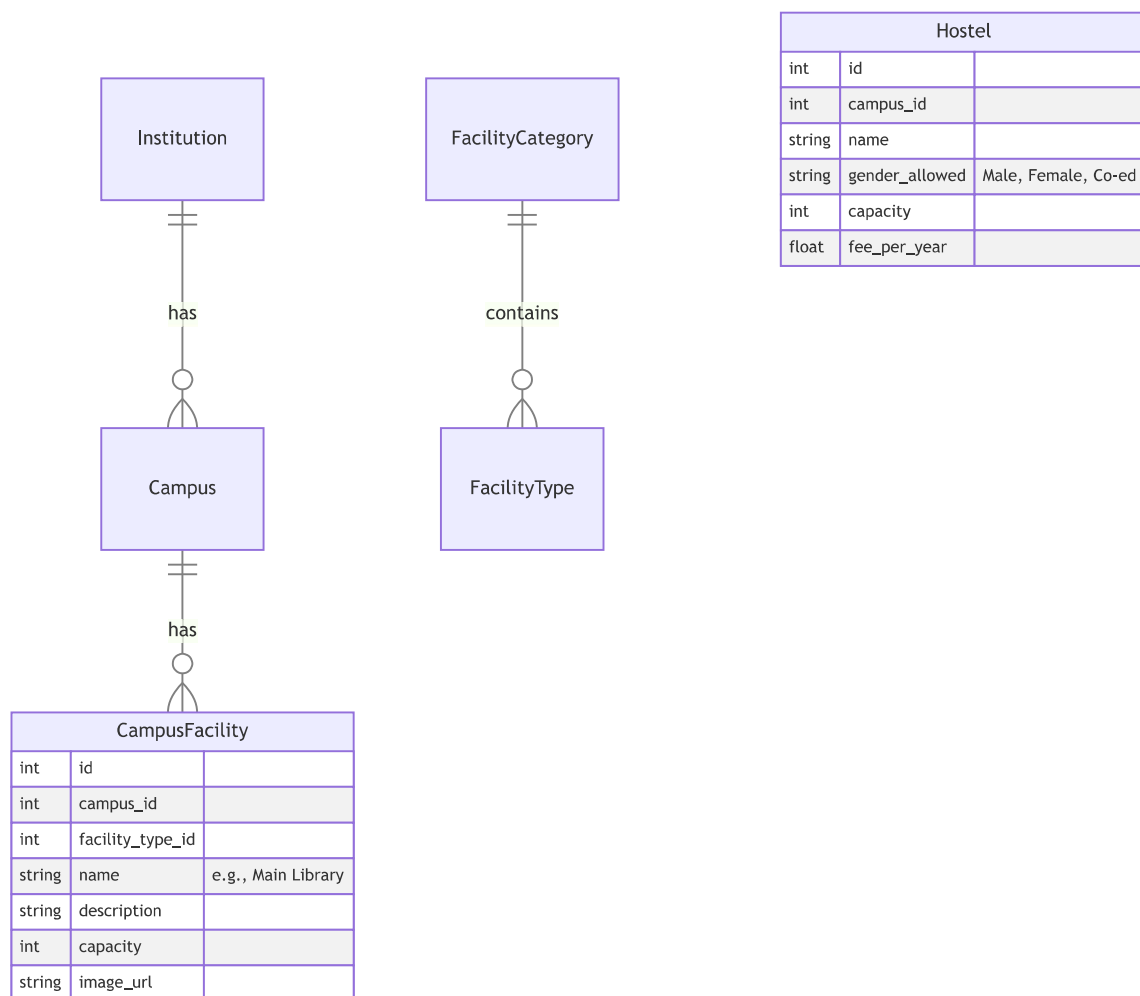 Institution
has
Campus
has
CampusFacility
int id
int campus_id
int facility_type_id
string name e.g., Main Library
string description
int capacity
string image_url
FacilityCategory
contains
FacilityType
Hostel
int id
int campus_id
string name
string gender_allowed Male, Female, Co-ed
int capacity
float fee_per_year